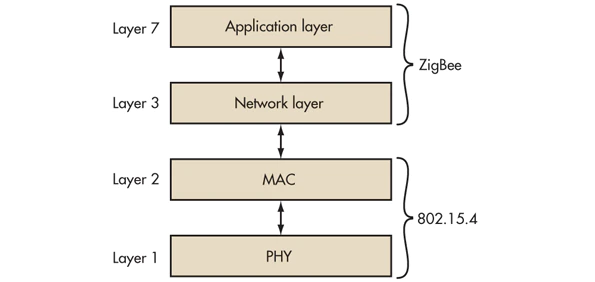 Layer 7
Application layer
ZigBee
Layer 3
Network layer
Layer 2
MAC
802.15.4
Layer 1
PHY